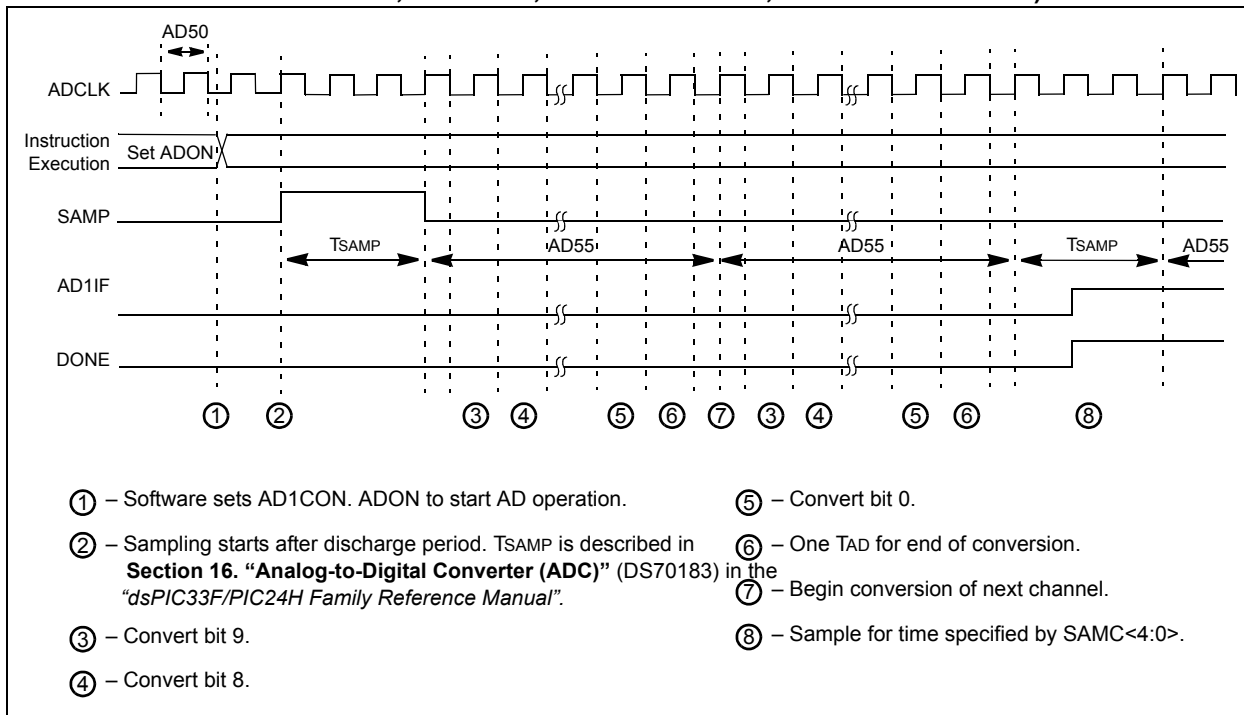 AD50
ADCLK
Instruction
Execution
Set ADON
SAMP
TSAMP
AD55
AD55
TSAMP
AD55
AD1IF
DONE
1 2 3 4 5 6 7 3 4 5 6 8
1 – Software sets AD1CON. ADON to start AD operation.
2 – Sampling starts after discharge period. TSAMP is described in
Section 16. “Analog-to-Digital Converter (ADC)” (DS70183) in the
“dsPIC33F/PIC24H Family Reference Manual”.
3 – Convert bit 9.
4 – Convert bit 8.
5 – Convert bit 0.
6 – One TAD for end of conversion.
7 – Begin conversion of next channel.
8 – Sample for time specified by SAMC<4:0>.